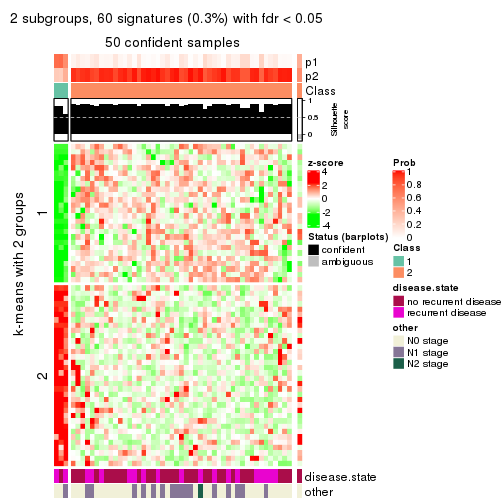 2 subgroups, 60 signatures (0.3%) with fdr < 0.05
50 confident samples
p1
p2
Class
1
0.5
0
Silhouette
score
k-means with 2 groups
1
2
disease.state
other
z-score
4
2
0
-2
-4
Status (barplots)
confident
ambiguous
Prob
1
0.8
0.6
0.4
0.2
0
Class
1
2
disease.state
no recurrent disease
recurrent disease
other
N0 stage
N1 stage
N2 stage